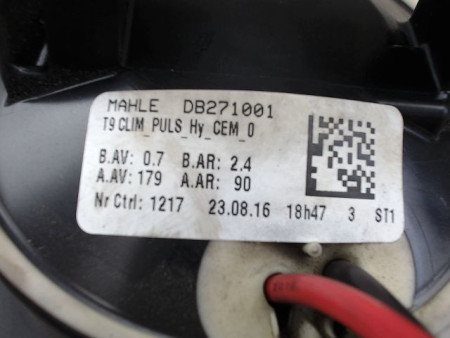 MAHLE DB271001
T9 CLIM_PULS_Hy_CEM_0
B.AV: 0.7 B.AR: 2.4
A.AV: 179 A.AR: 90
Nr Ctrl: 1217 23.08.16 18h47 3 ST1